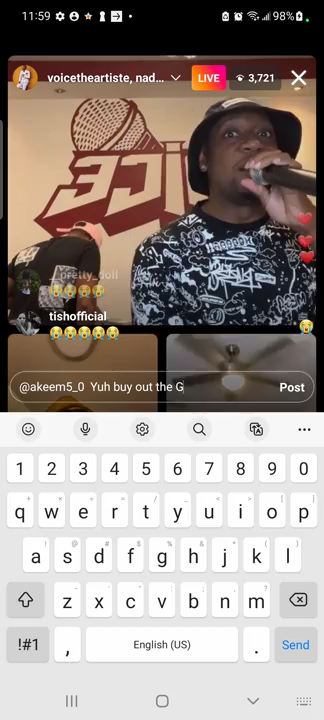 11:59
98%
voicetheartiste, nad...
LIVE
3,721
__pretty_doll
😭😭😭😭
tishofficial
😭😭😭😭😭
@akeem5_0 Yuh buy out the G
Post
1 2 3 4 5 6 7 8 9 0
q w e r t y u i o p
a s d f g h j k l
z x c v b n m
!#1 , English (US) . Send